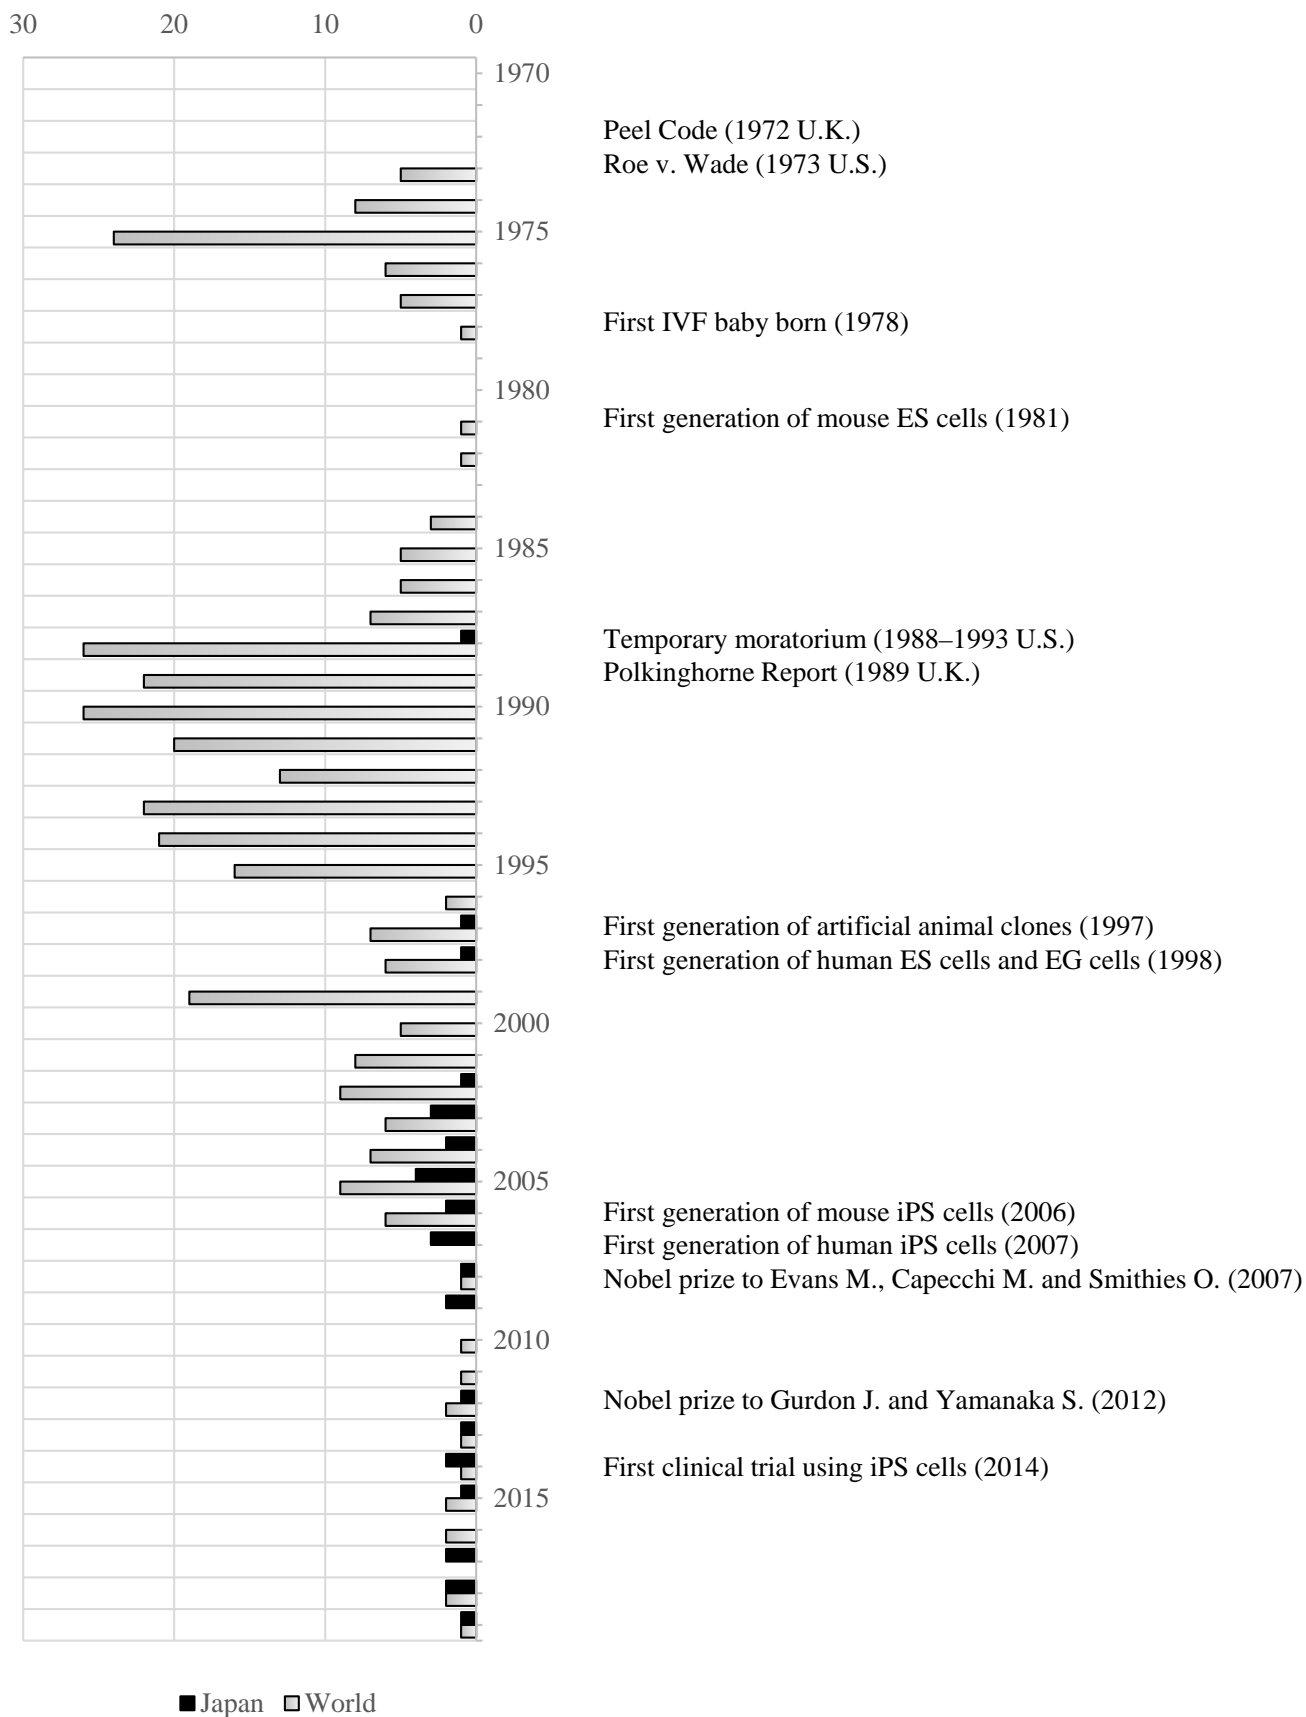 30 20 10 0
1970
Peel Code (1972 U.K.)
Roe v. Wade (1973 U.S.)
1975
First IVF baby born (1978)
1980
First generation of mouse ES cells (1981)
1985
Temporary moratorium (1988–1993 U.S.)
Polkinghorne Report (1989 U.K.)
1990
1995
First generation of artificial animal clones (1997)
First generation of human ES cells and EG cells (1998)
2000
2005
First generation of mouse iPS cells (2006)
First generation of human iPS cells (2007)
Nobel prize to Evans M., Capecchi M. and Smithies O. (2007)
2010
Nobel prize to Gurdon J. and Yamanaka S. (2012)
First clinical trial using iPS cells (2014)
2015
Japan World